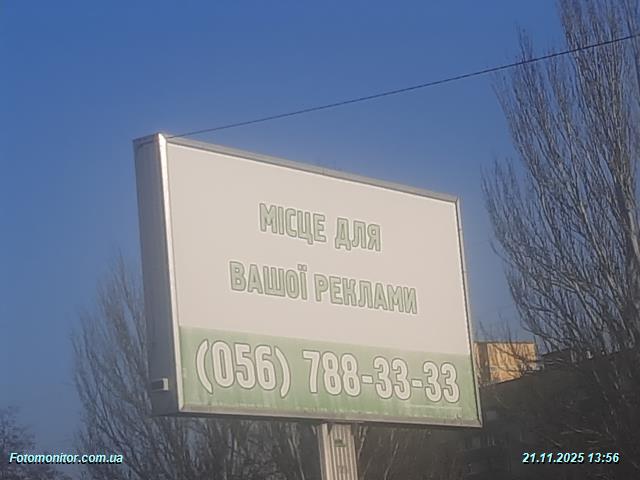 МІСЦЕ ДЛЯ
ВАШОЇ РЕКЛАМИ
(056) 788-33-33
Fotomonitor.com.ua
21.11.2025 13:56